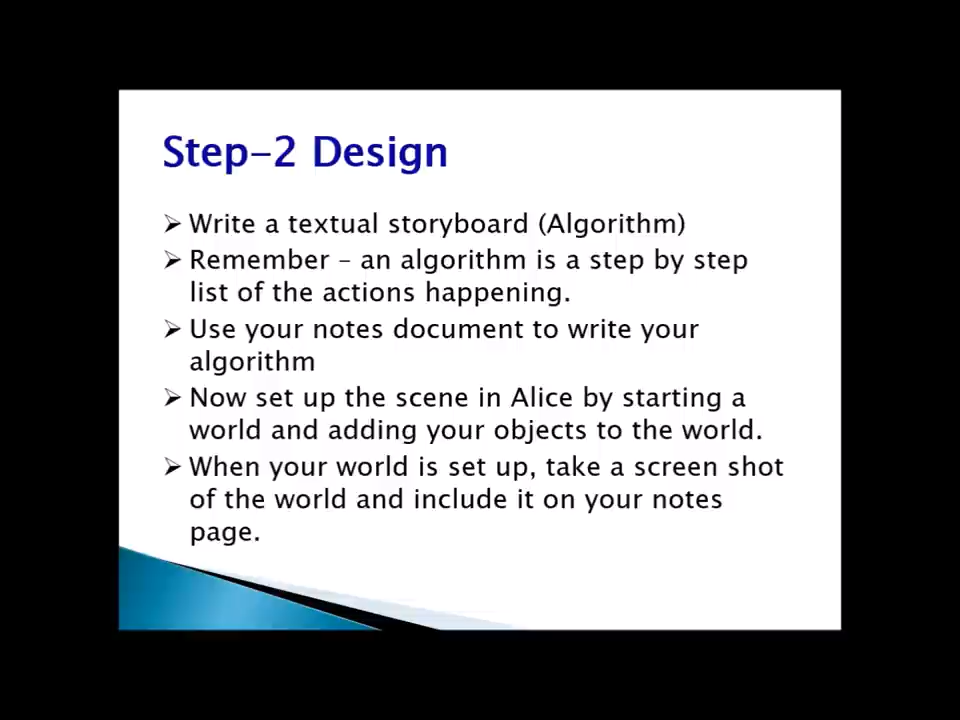 Step-2 Design
➢ Write a textual storyboard (Algorithm)
➢ Remember – an algorithm is a step by step
list of the actions happening.
➢ Use your notes document to write your
algorithm
➢ Now set up the scene in Alice by starting a
world and adding your objects to the world.
➢ When your world is set up, take a screen shot
of the world and include it on your notes
page.